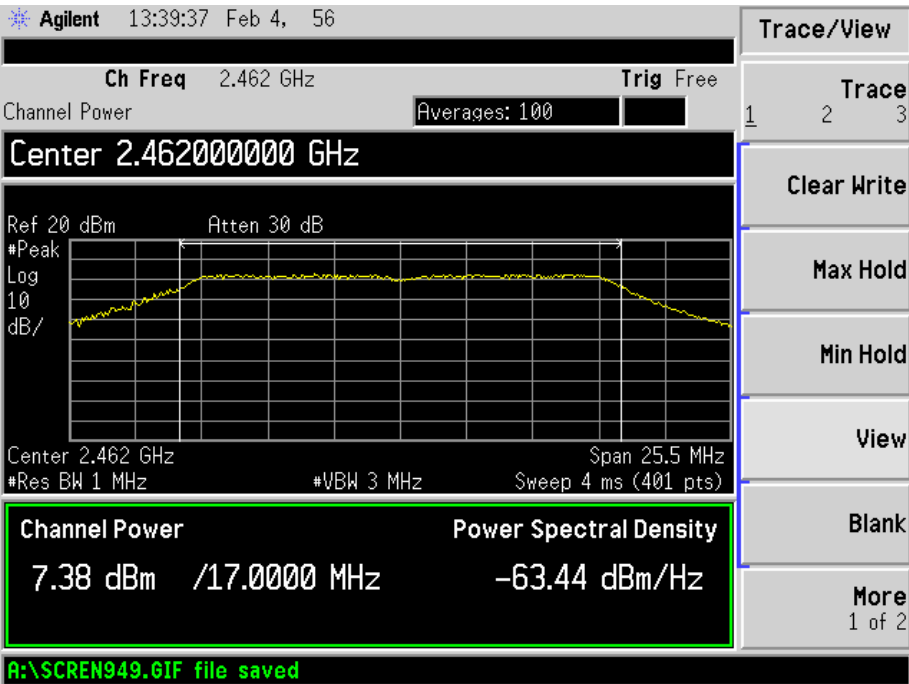 Agilent 13:39:37 Feb 4, 56
Trace/View
Ch Freq 2.462 GHz Trig Free
Channel Power Averages: 100
Trace
1 2 3
Center 2.462000000 GHz
Clear Write
Ref 20 dBm Atten 30 dB
#Peak
Log
10
dB/
Max Hold
Min Hold
View
Center 2.462 GHz Span 25.5 MHz
#Res BW 1 MHz #VBW 3 MHz Sweep 4 ms (401 pts)
Channel Power Power Spectral Density
Blank
7.38 dBm /17.0000 MHz -63.44 dBm/Hz
More
1 of 2
A:\SCREN949.GIF file saved